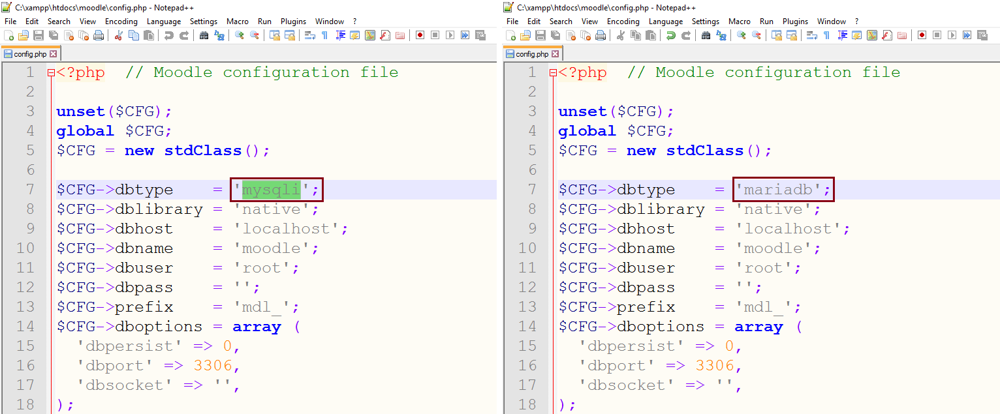 C:\xampp\htdocs\moodle\config.php - Notepad++
File Edit Search View Encoding Language Settings Macro Run Plugins Window ?
config.php
1 <?php  // Moodle configuration file
2
3 unset($CFG);
4 global $CFG;
5 $CFG = new stdClass();
6
7 $CFG->dbtype    = 'mysqli';
8 $CFG->dblibrary = 'native';
9 $CFG->dbhost    = 'localhost';
10 $CFG->dbname    = 'moodle';
11 $CFG->dbuser    = 'root';
12 $CFG->dbpass    = '';
13 $CFG->prefix    = 'mdl_';
14 $CFG->dboptions = array (
15   'dbpersist' => 0,
16   'dbport' => 3306,
17   'dbsocket' => '',
18 );
C:\xampp\htdocs\moodle\config.php - Notepad++
File Edit Search View Encoding Language Settings Macro Run Plugins Window ?
config.php
1 <?php  // Moodle configuration file
2
3 unset($CFG);
4 global $CFG;
5 $CFG = new stdClass();
6
7 $CFG->dbtype    = 'mariadb';
8 $CFG->dblibrary = 'native';
9 $CFG->dbhost    = 'localhost';
10 $CFG->dbname    = 'moodle';
11 $CFG->dbuser    = 'root';
12 $CFG->dbpass    = '';
13 $CFG->prefix    = 'mdl_';
14 $CFG->dboptions = array (
15   'dbpersist' => 0,
16   'dbport' => 3306,
17   'dbsocket' => '',
18 );